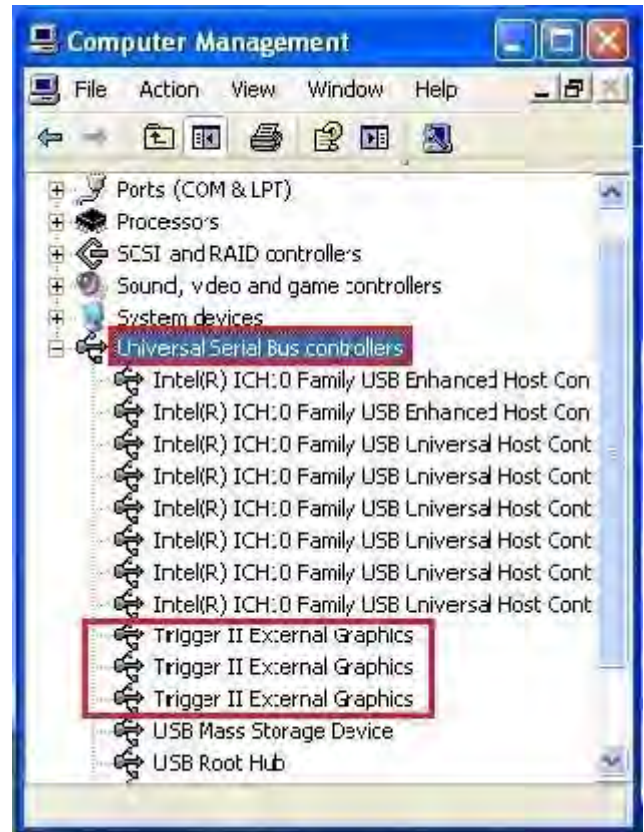 Computer Management
File Action View Window Help
Ports (COM & LPT)
Processors
SCSI and RAID controllers
Sound, video and game controllers
System devices
Universal Serial Bus controllers
Intel(R) ICH10 Family USB Enhanced Host Con
Intel(R) ICH10 Family USB Enhanced Host Con
Intel(R) ICH10 Family USB Universal Host Cont
Intel(R) ICH10 Family USB Universal Host Cont
Intel(R) ICH10 Family USB Universal Host Cont
Intel(R) ICH10 Family USB Universal Host Cont
Intel(R) ICH10 Family USB Universal Host Cont
Intel(R) ICH10 Family USB Universal Host Cont
Trigger II External Graphics
Trigger II External Graphics
Trigger II External Graphics
USB Mass Storage Device
USB Root Hub